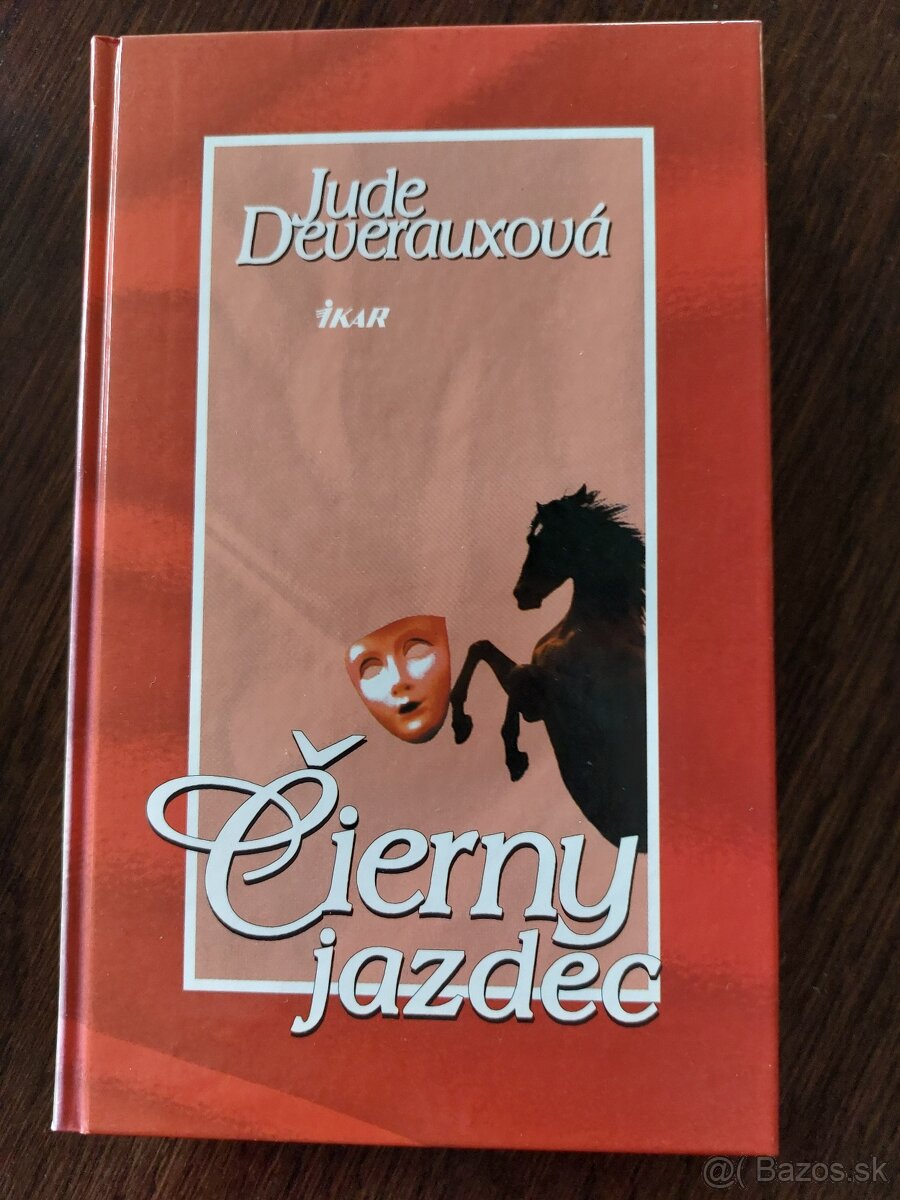 Jude
Deverauxová
IKAR
Čierny
jazdec
@( Bazos.sk